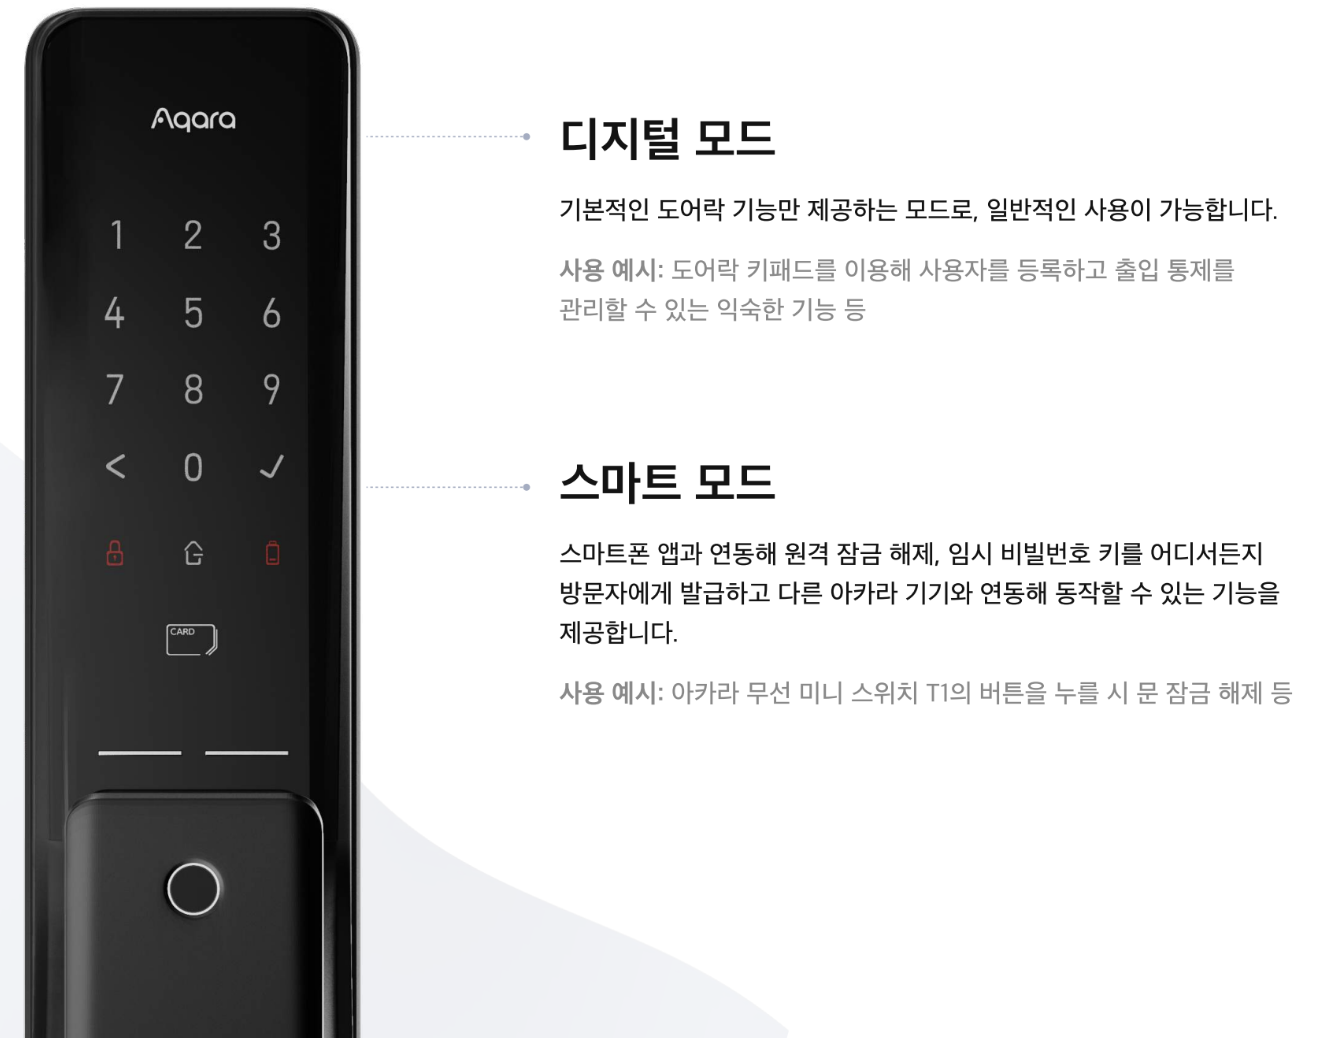 Aqara
1 2 3
4 5 6
7 8 9
0
CARD
디지털 모드
기본적인 도어락 기능만 제공하는 모드로, 일반적인 사용이 가능합니다.
사용 예시: 도어락 키패드를 이용해 사용자를 등록하고 출입 통제를
관리할 수 있는 익숙한 기능 등
스마트 모드
스마트폰 앱과 연동해 원격 잠금 해제, 임시 비밀번호 키를 어디서든지
방문자에게 발급하고 다른 아카라 기기와 연동해 동작할 수 있는 기능을
제공합니다.
사용 예시: 아카라 무선 미니 스위치 T1의 버튼을 누를 시 문 잠금 해제 등